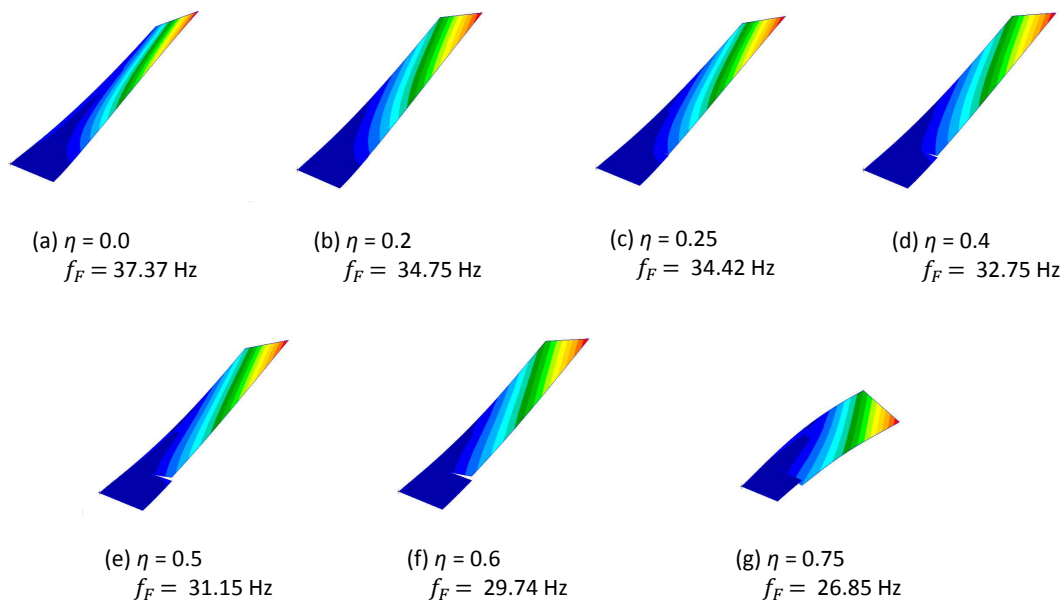 (a) η = 0.0
f_F = 37.37 Hz
(b) η = 0.2
f_F = 34.75 Hz
(c) η = 0.25
f_F = 34.42 Hz
(d) η = 0.4
f_F = 32.75 Hz
(e) η = 0.5
f_F = 31.15 Hz
(f) η = 0.6
f_F = 29.74 Hz
(g) η = 0.75
f_F = 26.85 Hz